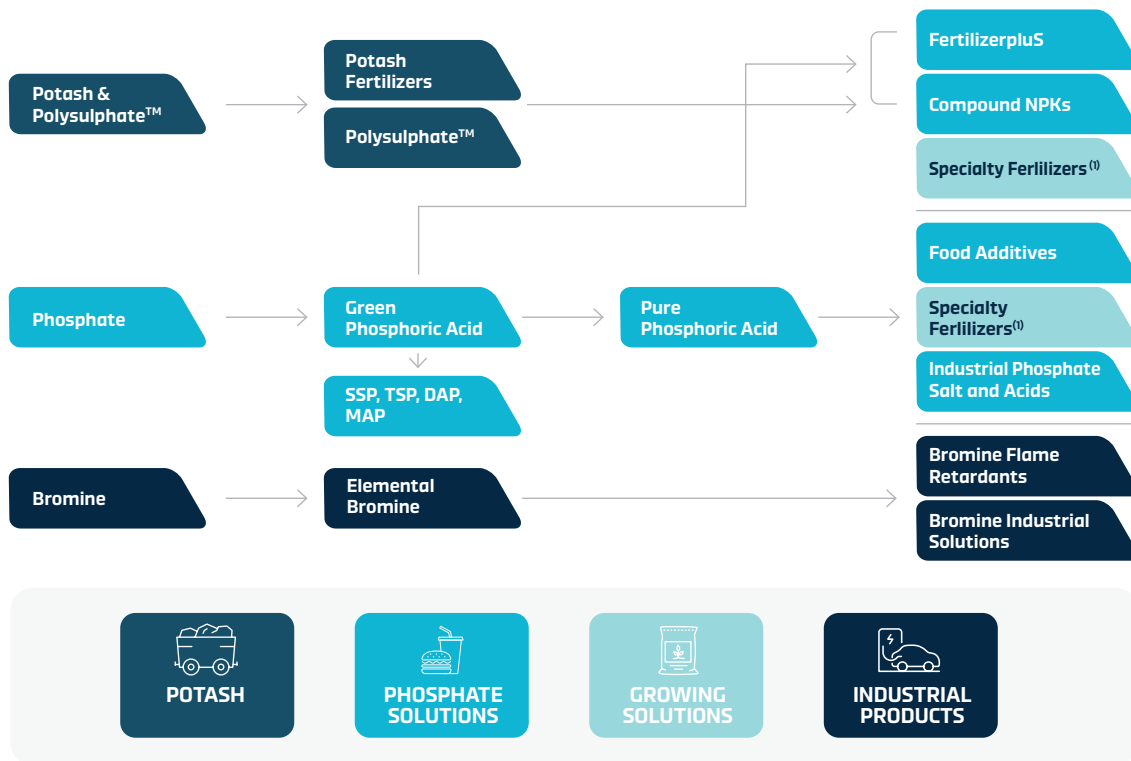 Potash &
Polysulphate™
Potash
Fertilizers
Polysulphate™
FertilizerpluS
Compound NPKs
Specialty Ferlilizers (1)
Phosphate
Green
Phosphoric Acid
SSP, TSP, DAP,
MAP
Pure
Phosphoric Acid
Food Additives
Specialty
Ferlilizers(1)
Industrial Phosphate
Salt and Acids
Bromine
Elemental
Bromine
Bromine Flame
Retardants
Bromine Industrial
Solutions
POTASH
PHOSPHATE
SOLUTIONS
GROWING
SOLUTIONS
INDUSTRIAL
PRODUCTS